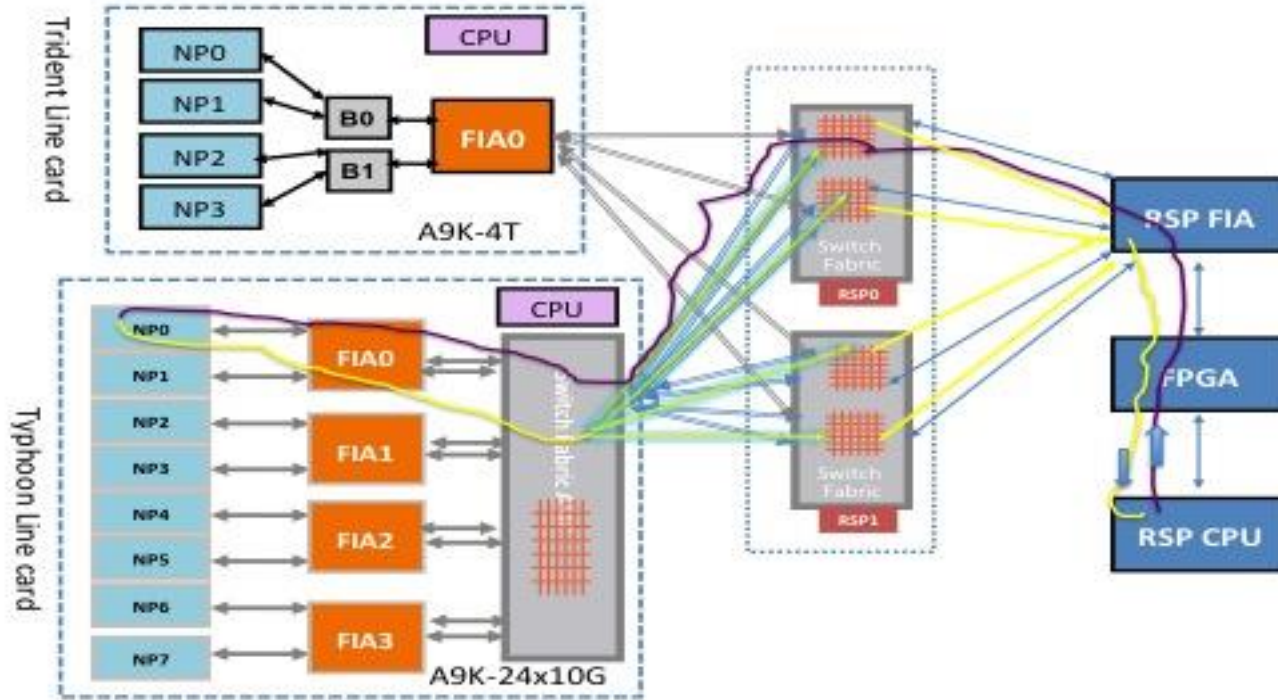 Trident Line card
CPU
NP0
NP1
NP2
NP3
B0
B1
FIA0
A9K-4T
Typhoon Line card
CPU
NP0
NP1
NP2
NP3
NP4
NP5
NP6
NP7
FIA0
FIA1
FIA2
FIA3
Switch Fabric
A9K-24x10G
Switch
Fabric
RSP0
Switch
Fabric
RSP1
RSP FIA
FPGA
RSP CPU